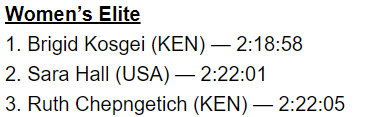 Women’s Elite
1. Brigid Kosgei (KEN) — 2:18:58
2. Sara Hall (USA) — 2:22:01
3. Ruth Chepngetich (KEN) — 2:22:05